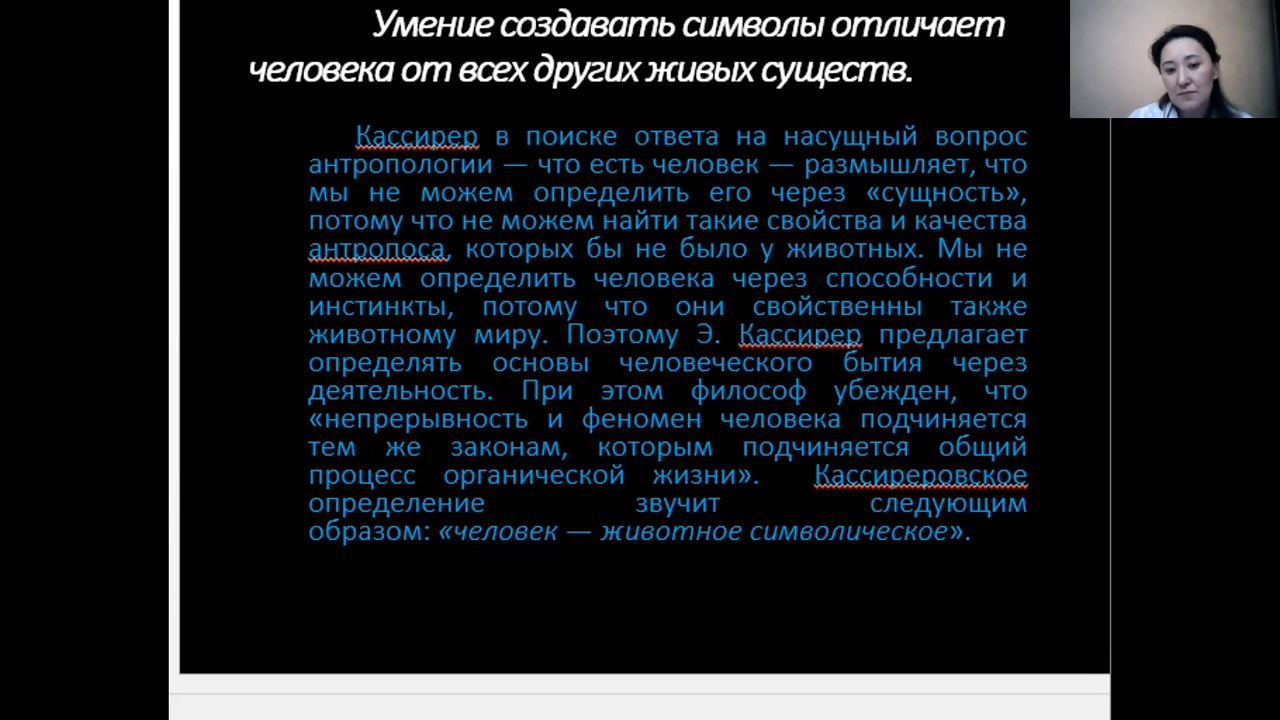 Умение создавать символы отличает
человека от всех других живых существ.
Кассирер в поиске ответа на насущный вопрос
антропологии — что есть человек — размышляет, что
мы не можем определить его через «сущность»,
потому что не можем найти такие свойства и качества
антропоса, которых бы не было у животных. Мы не
можем определить человека через способности и
инстинкты, потому что они свойственны также
животному миру. Поэтому Э. Кассирер предлагает
определять основы человеческого бытия через
деятельность. При этом философ убежден, что
«непрерывность и феномен человека подчиняется
тем же законам, которым подчиняется общий
процесс органической жизни». Кассиреровское
определение звучит следующим
образом: «человек — животное символическое».